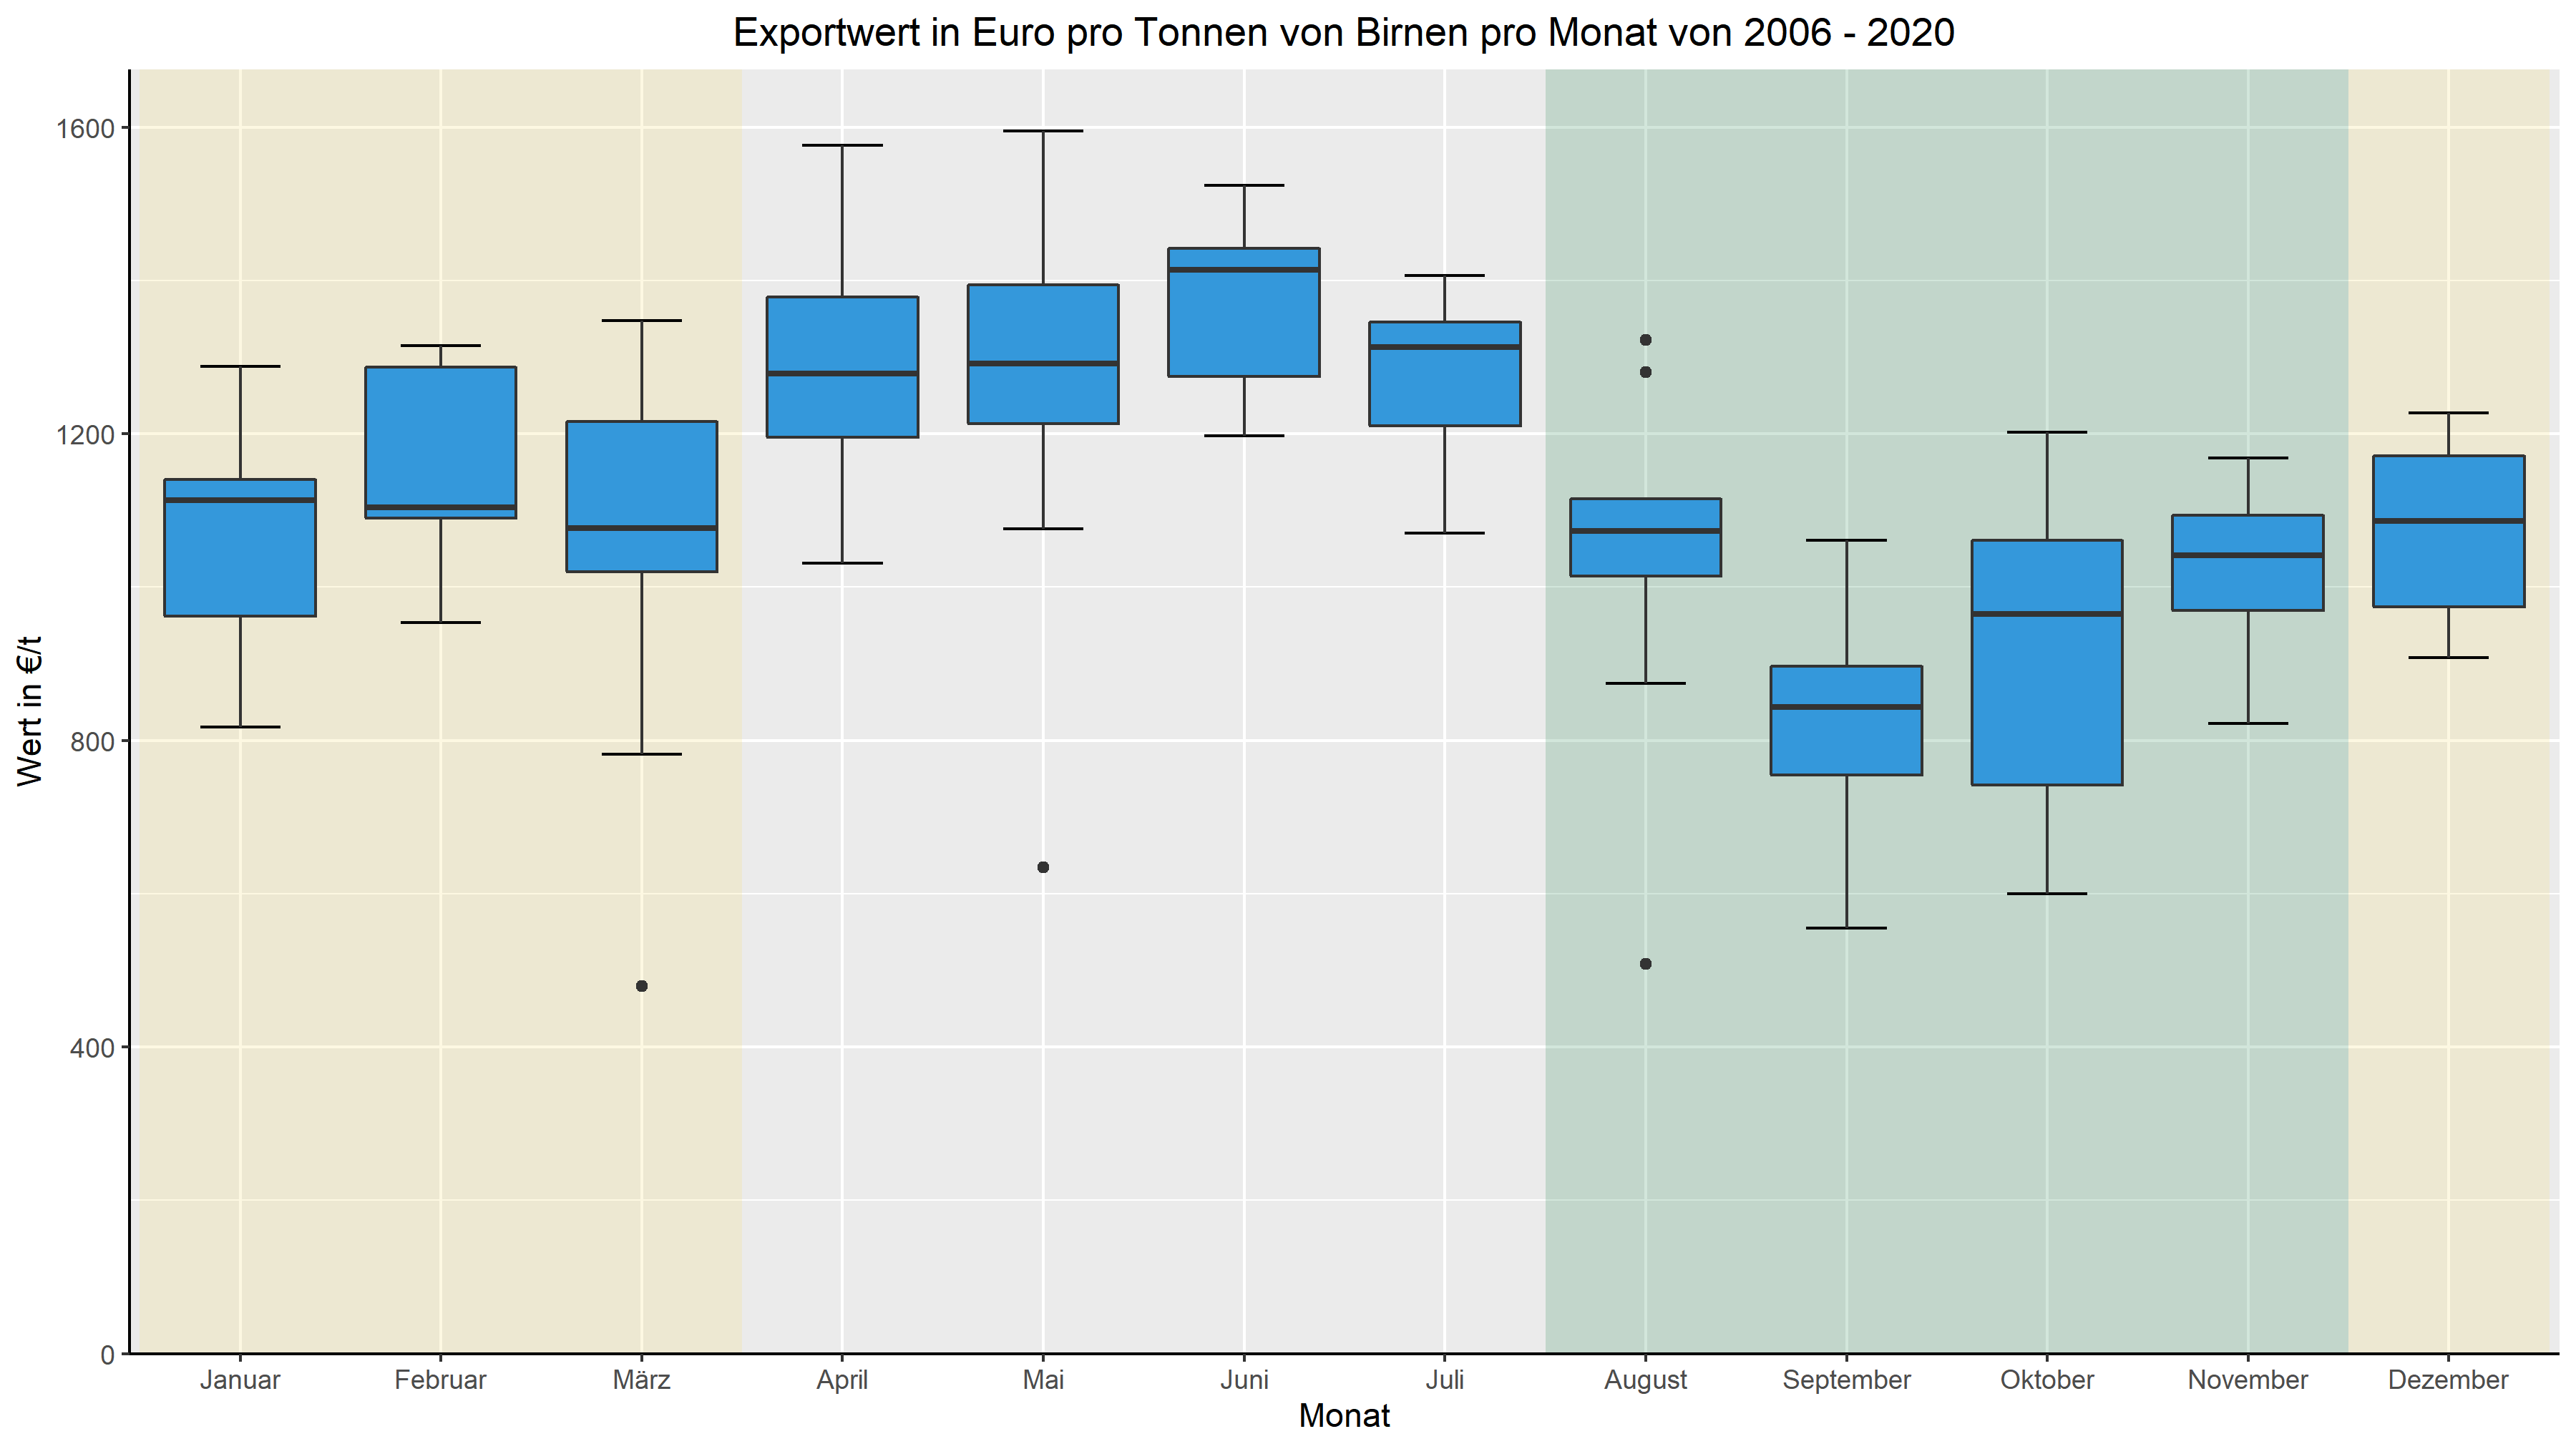 Exportwert in Euro pro Tonnen von Birnen pro Monat von 2006 - 2020
Wert in €/t
1600
1200
800
400
0
Januar Februar März April Mai Juni Juli August September Oktober November Dezember
Monat